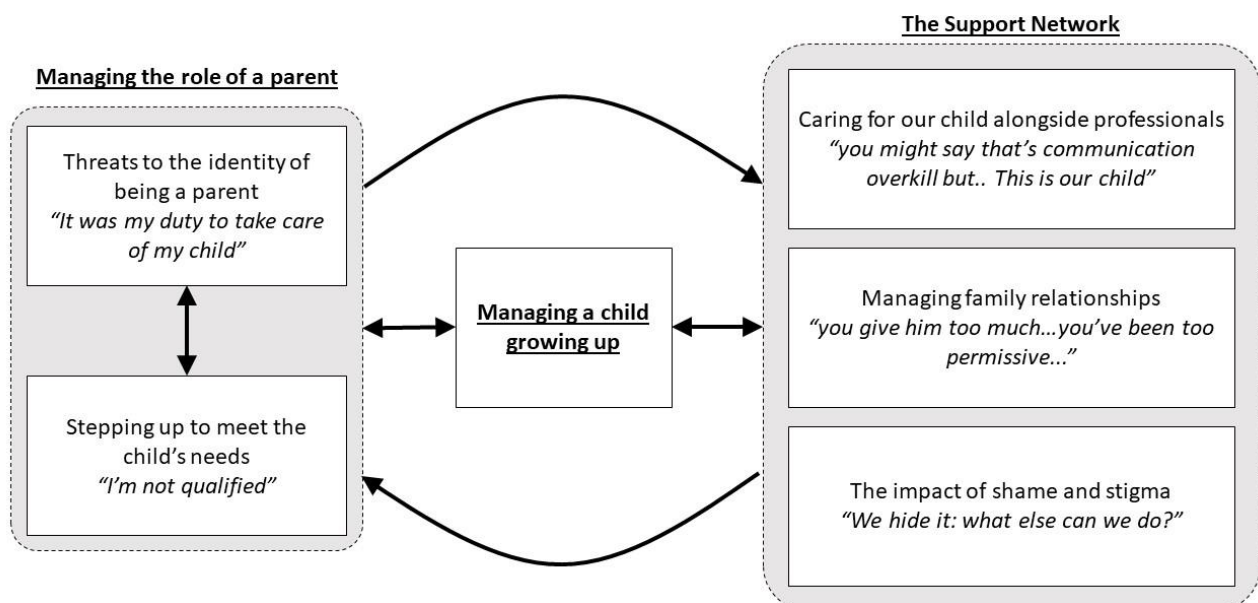 The Support Network
Managing the role of a parent
Threats to the identity of
being a parent
“It was my duty to take care
of my child”
Stepping up to meet the
child’s needs
“I’m not qualified”
Managing a child
growing up
Caring for our child alongside professionals
“you might say that’s communication
overkill but.. This is our child”
Managing family relationships
“you give him too much...you’ve been too
permissive...”
The impact of shame and stigma
“We hide it: what else can we do?”